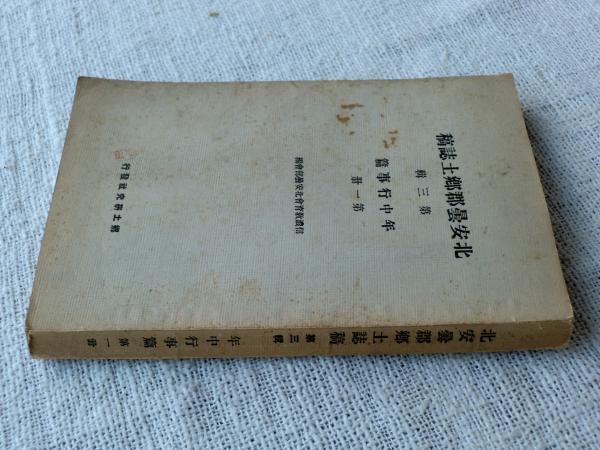 北安曇郡郷土誌稿
第三輯
年中行事篇
第一冊
信濃教育會北安曇部會編
郷土研究社發行
北安曇郡郷土誌稿 第三輯 年中行事篇 第一冊